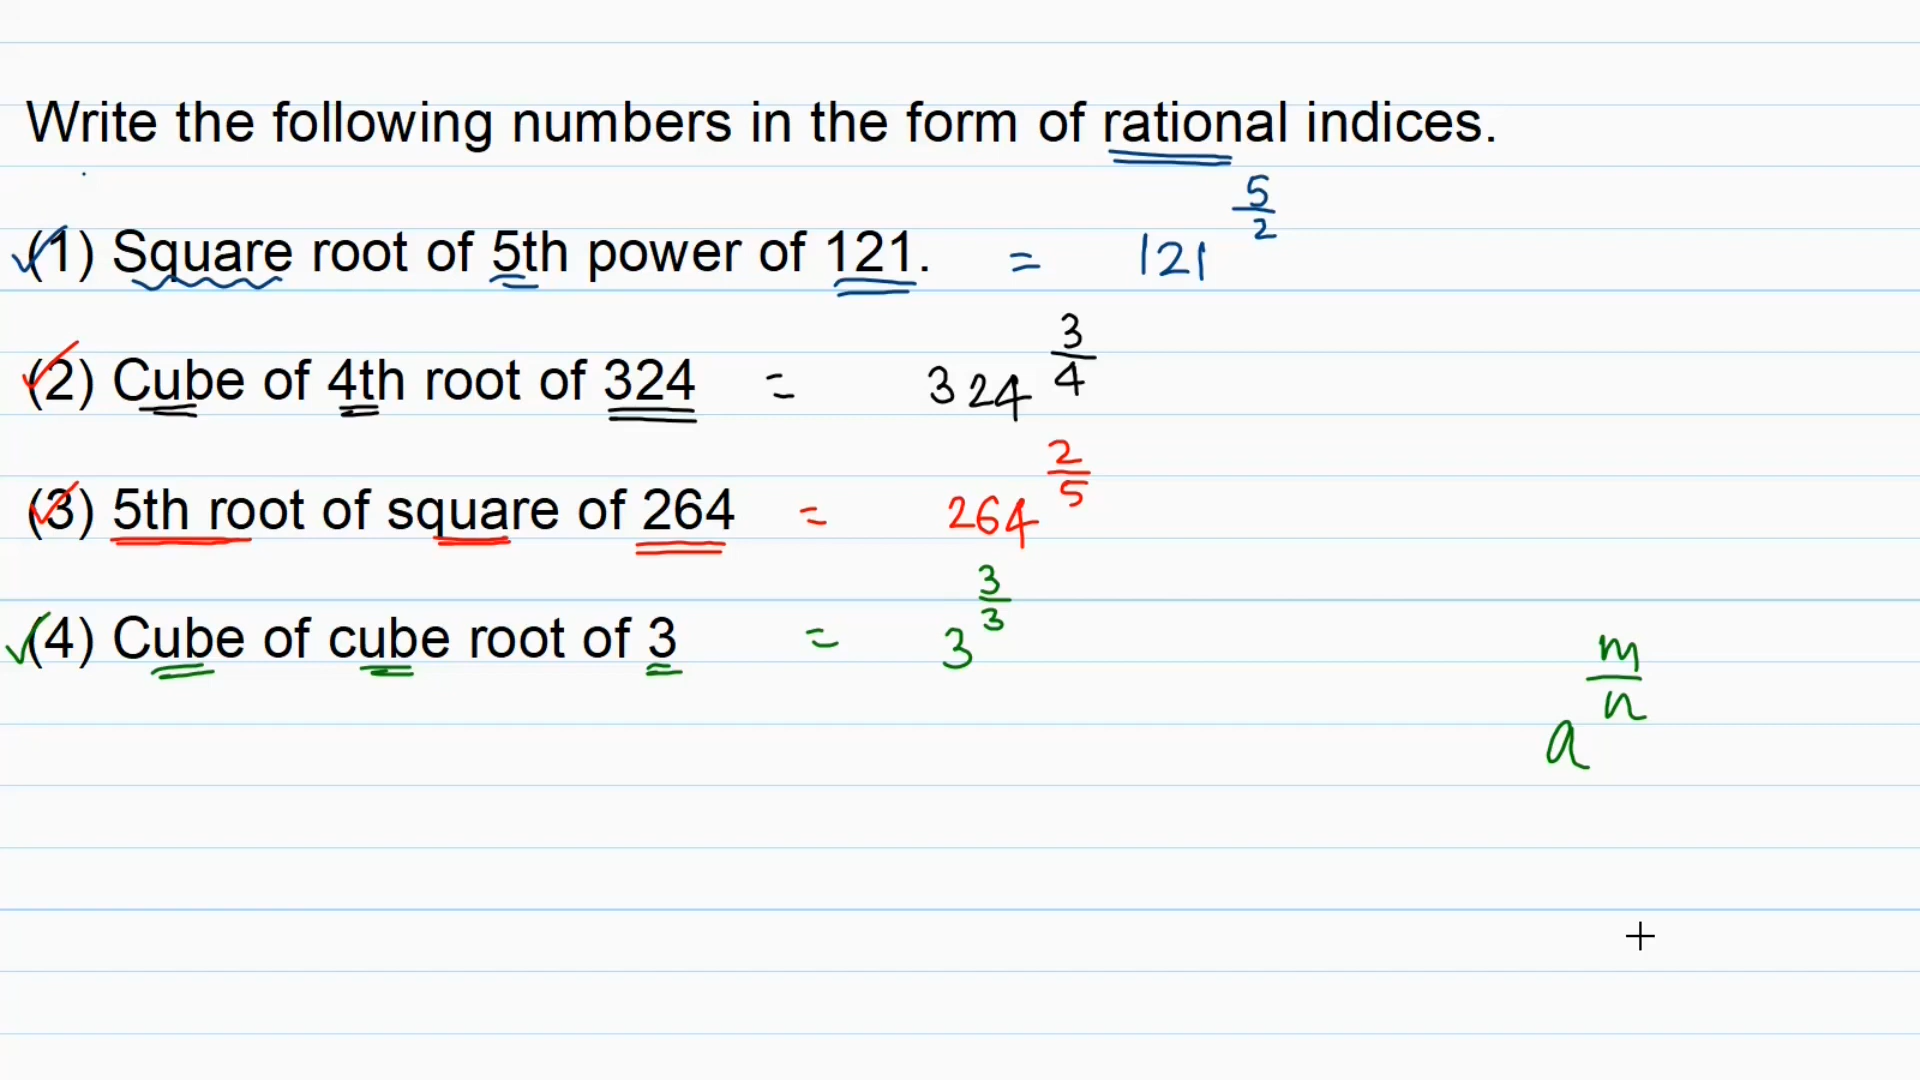 Write the following numbers in the form of rational indices.
(1) Square root of 5th power of 121. = 121^(5/2)
(2) Cube of 4th root of 324 = 324^(3/4)
(3) 5th root of square of 264 = 264^(2/5)
(4) Cube of cube root of 3 = 3^(3/3)
a^(m/n)